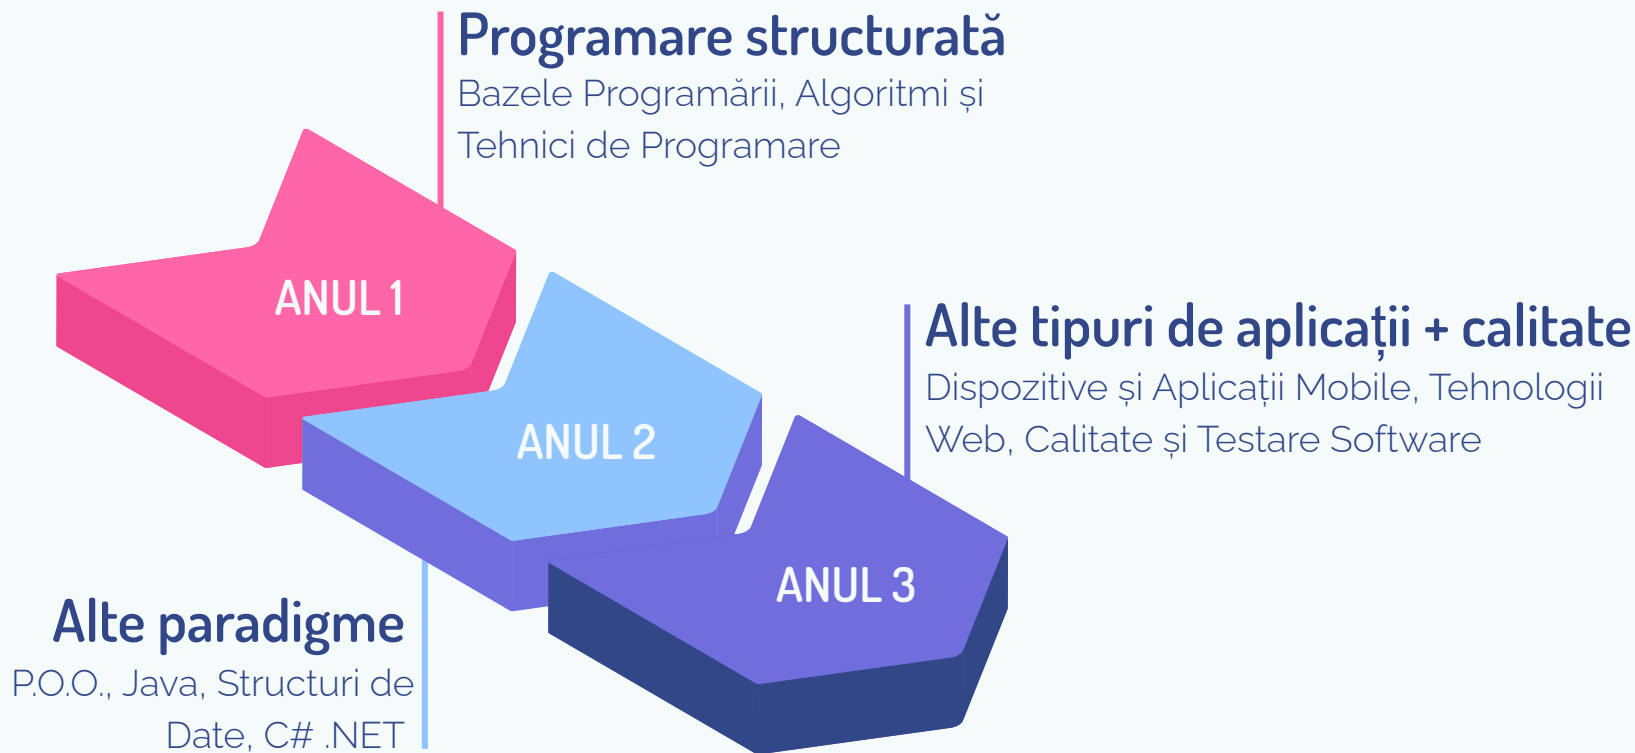 Programare structurată
Bazele Programării, Algoritmi și
Tehnici de Programare
ANUL 1
ANUL 2
Alte tipuri de aplicații + calitate
Dispozitive și Aplicații Mobile, Tehnologii
Web, Calitate și Testare Software
ANUL 3
Alte paradigme
P.O.O., Java, Structuri de
Date, C# .NET